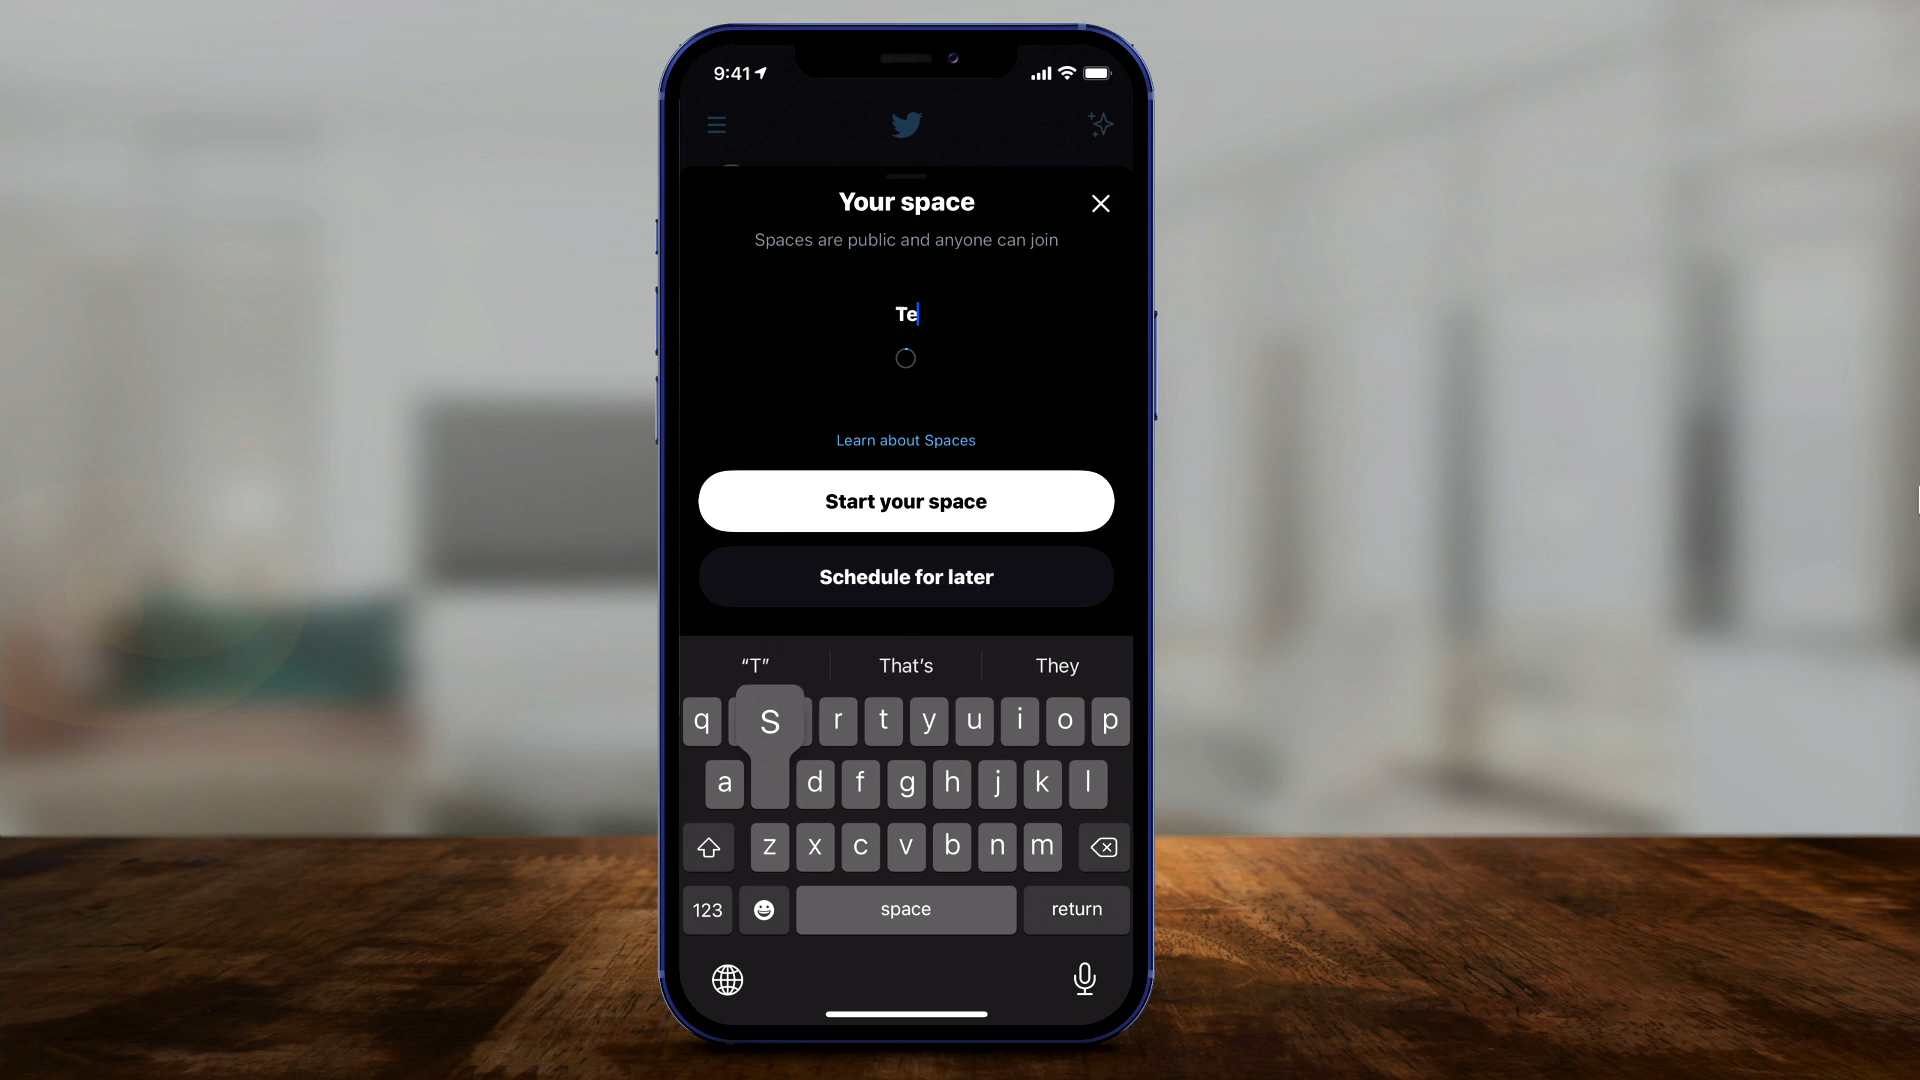 9:41
Your space
Spaces are public and anyone can join
Te
Learn about Spaces
Start your space
Schedule for later
“T” That’s They
q S r t y u i o p
a d f g h j k l
z x c v b n m
123 space return